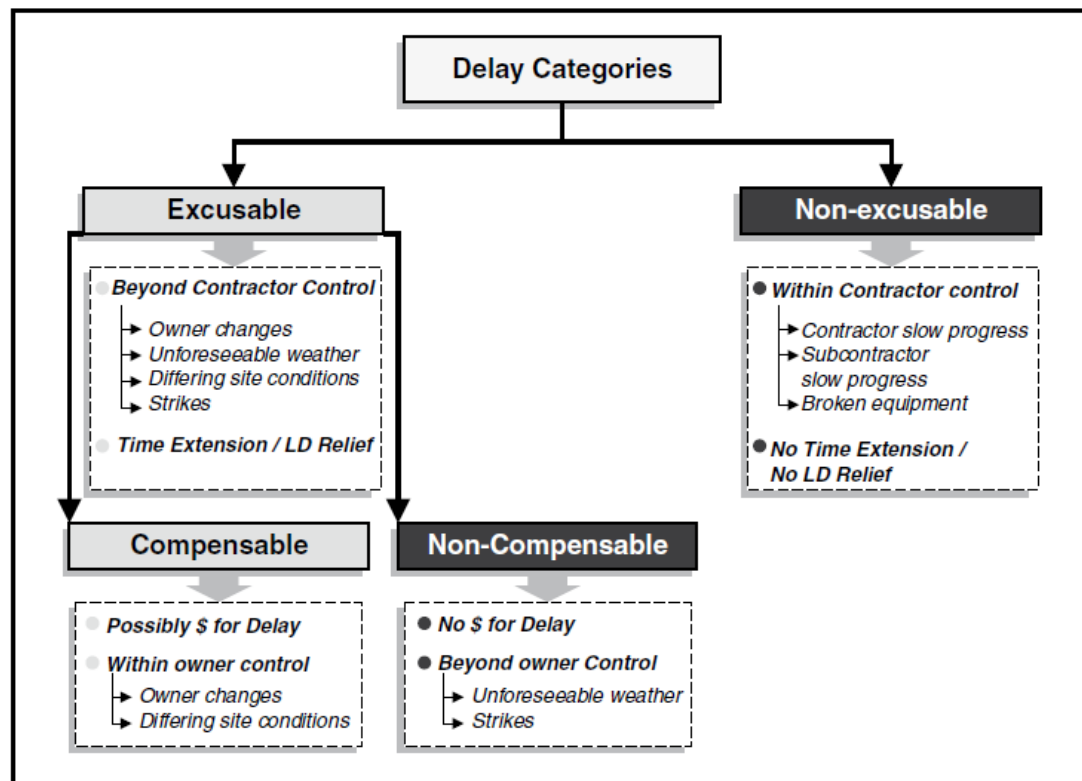 Delay Categories
Excusable
Non-excusable
Beyond Contractor Control
Owner changes
Unforeseeable weather
Differing site conditions
Strikes
Time Extension / LD Relief
Within Contractor control
Contractor slow progress
Subcontractor
slow progress
Broken equipment
No Time Extension /
No LD Relief
Compensable
Non-Compensable
Possibly $ for Delay
Within owner control
Owner changes
Differing site conditions
No $ for Delay
Beyond owner Control
Unforeseeable weather
Strikes